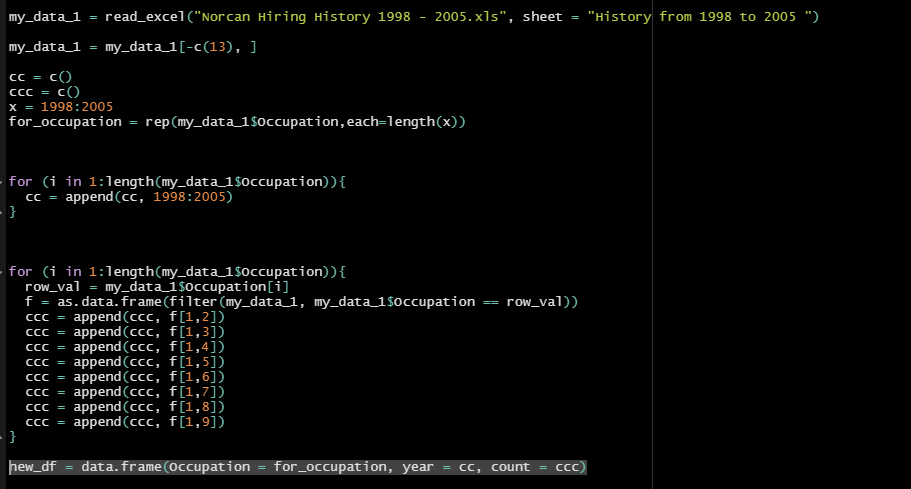 my_data_1 = read_excel("Norcan Hiring History 1998 - 2005.xls", sheet = "History from 1998 to 2005 ")
my_data_1 = my_data_1[-c(13), ]
cc = c()
ccc = c()
x = 1998:2005
for_occupation = rep(my_data_1$Occupation,each=length(x))
for (i in 1:length(my_data_1$Occupation)){
  cc = append(cc, 1998:2005)
}
for (i in 1:length(my_data_1$Occupation)){
  row_val = my_data_1$Occupation[i]
  f = as.data.frame(filter(my_data_1, my_data_1$Occupation == row_val))
  ccc = append(ccc, f[1,2])
  ccc = append(ccc, f[1,3])
  ccc = append(ccc, f[1,4])
  ccc = append(ccc, f[1,5])
  ccc = append(ccc, f[1,6])
  ccc = append(ccc, f[1,7])
  ccc = append(ccc, f[1,8])
  ccc = append(ccc, f[1,9])
}
new_df = data.frame(Occupation = for_occupation, year = cc, count = ccc)